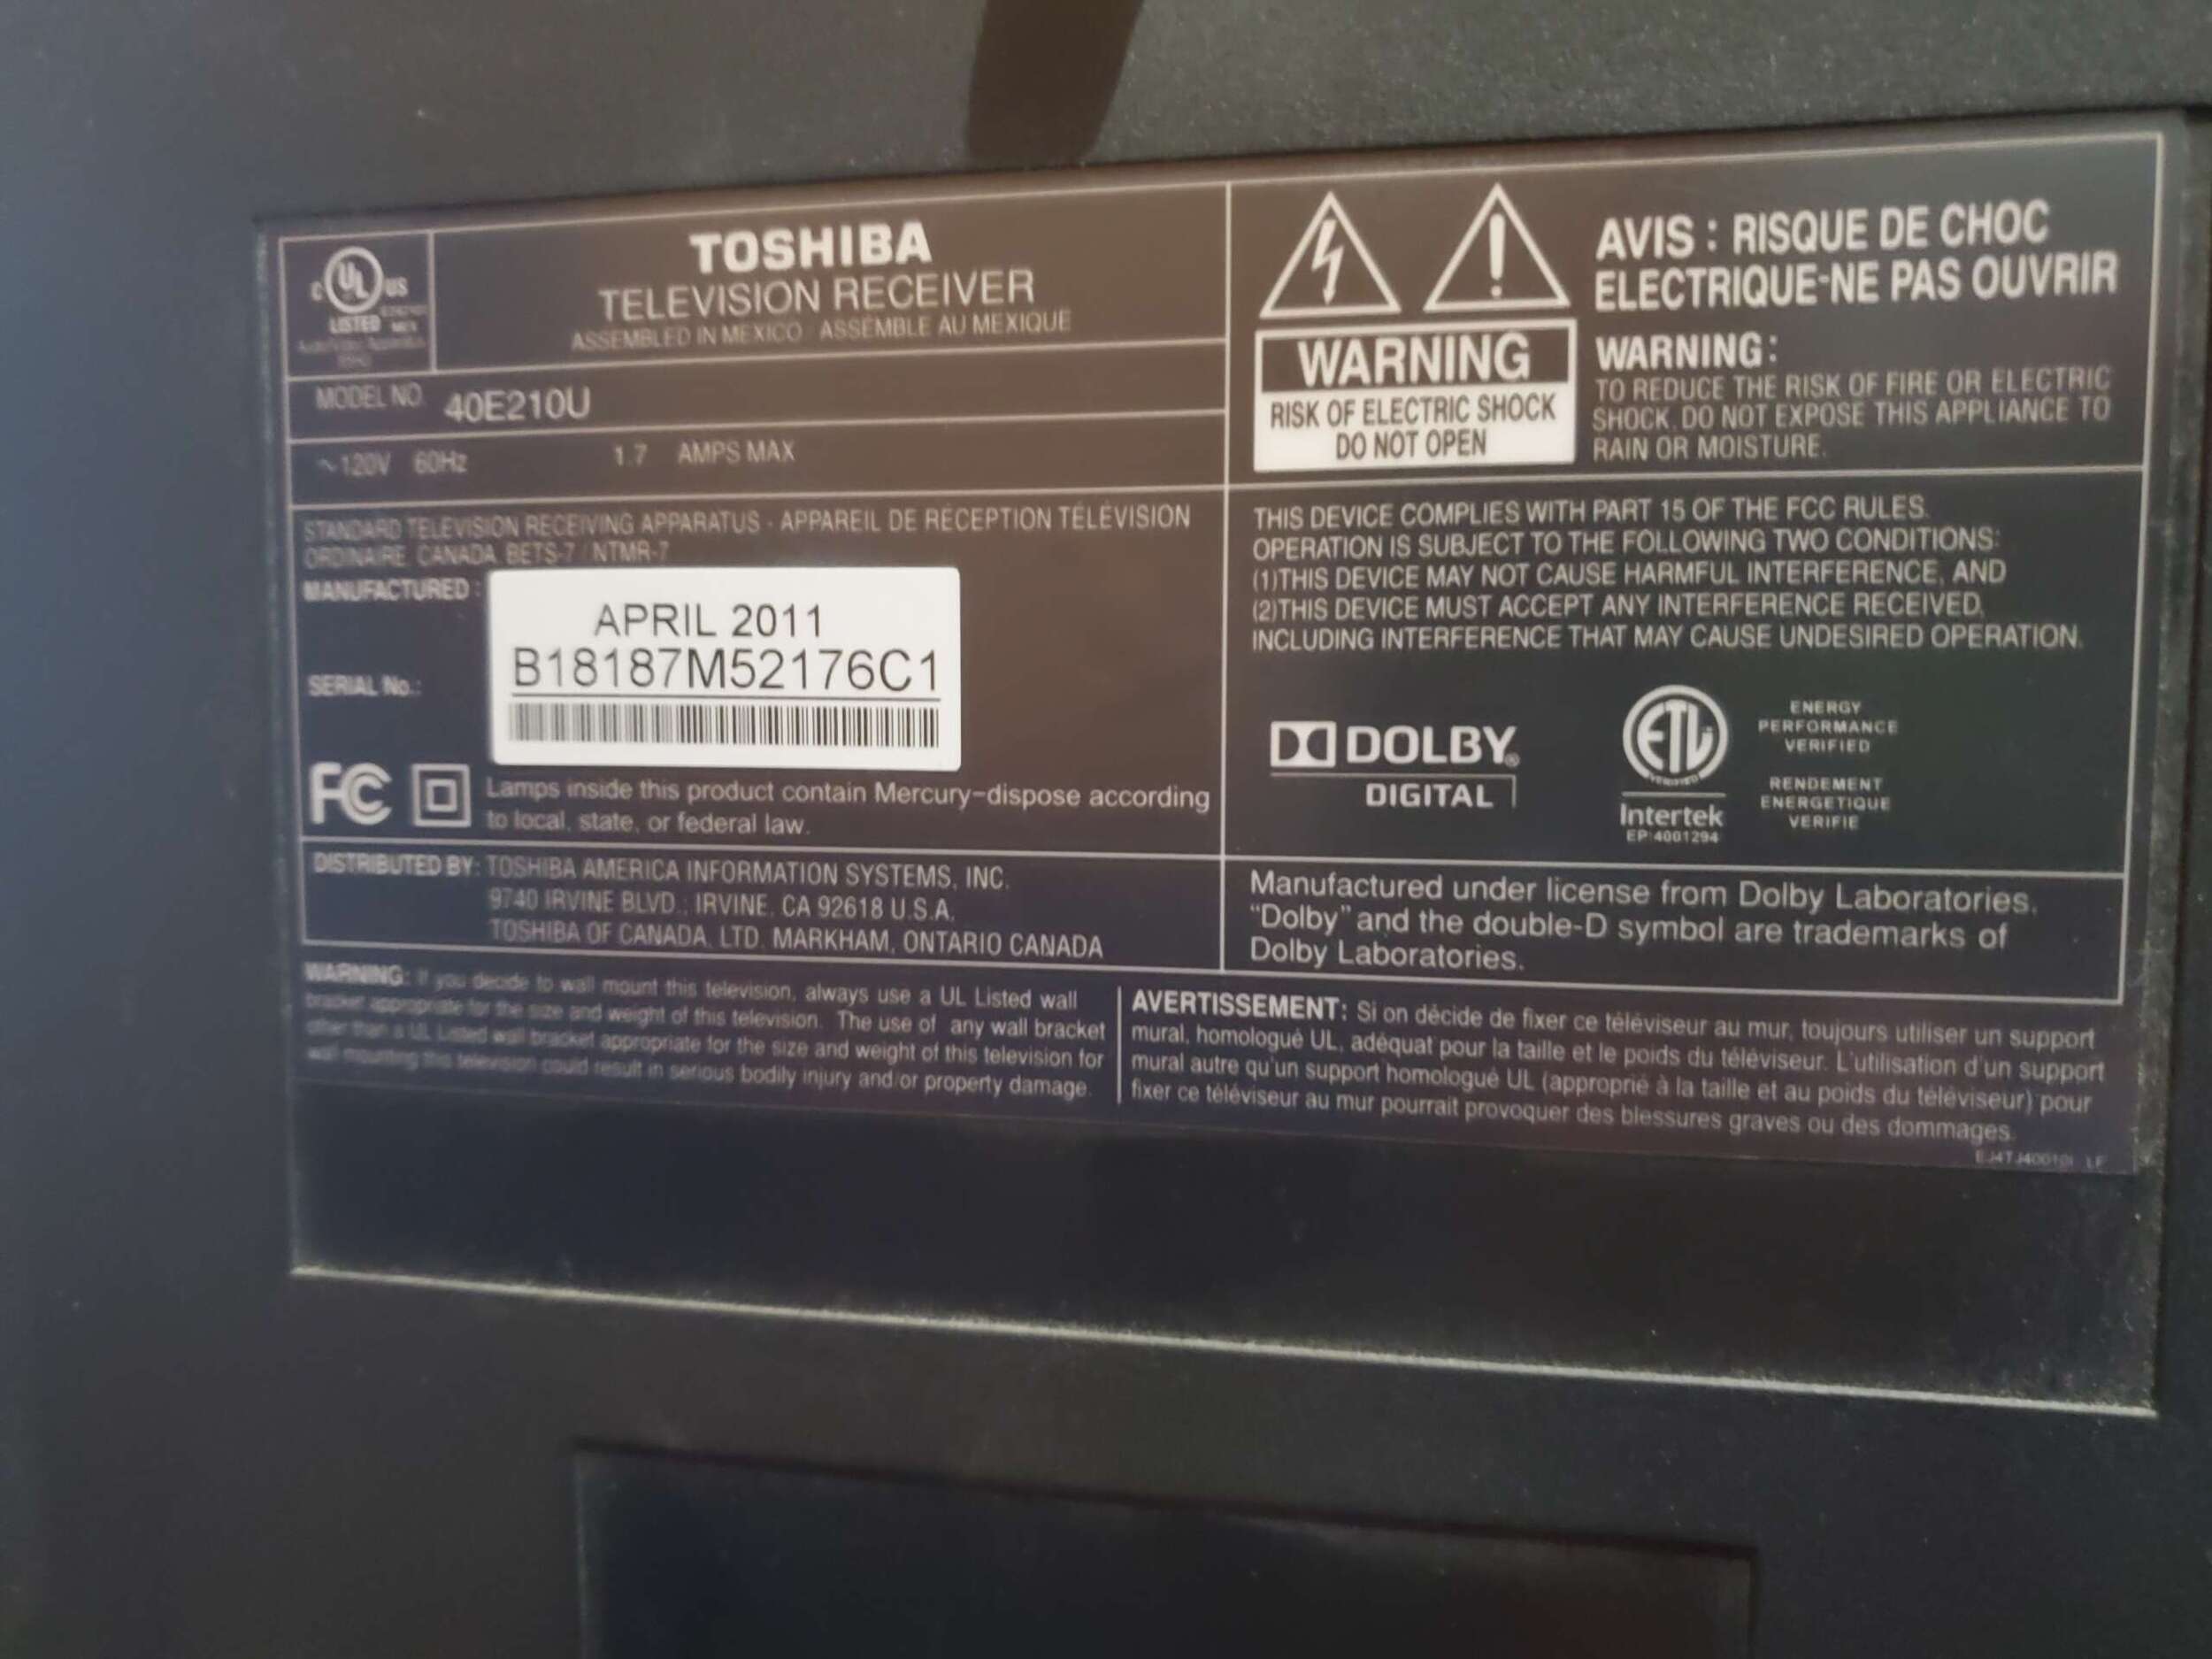 C UL US
LISTED
TOSHIBA
TELEVISION RECEIVER
ASSEMBLED IN MEXICO / ASSEMBLÉ AU MEXIQUE
MODEL NO. 40E210U
~120V 60Hz 1.7 AMPS MAX
STANDARD TELEVISION RECEIVING APPARATUS - APPAREIL DE RÉCEPTION TÉLÉVISION
ORDINAIRE, CANADA BETS-7 / NTMR-7
MANUFACTURED :
APRIL 2011
SERIAL No.:
B18187M52176C1
FC Lamps inside this product contain Mercury-dispose according
to local, state, or federal law.
DISTRIBUTED BY: TOSHIBA AMERICA INFORMATION SYSTEMS, INC.
9740 IRVINE BLVD., IRVINE, CA 92618 U.S.A.
TOSHIBA OF CANADA, LTD. MARKHAM, ONTARIO CANADA
AVIS : RISQUE DE CHOC
ELECTRIQUE-NE PAS OUVRIR
WARNING
RISK OF ELECTRIC SHOCK
DO NOT OPEN
WARNING:
TO REDUCE THE RISK OF FIRE OR ELECTRIC
SHOCK, DO NOT EXPOSE THIS APPLIANCE TO
RAIN OR MOISTURE.
THIS DEVICE COMPLIES WITH PART 15 OF THE FCC RULES.
OPERATION IS SUBJECT TO THE FOLLOWING TWO CONDITIONS:
(1)THIS DEVICE MAY NOT CAUSE HARMFUL INTERFERENCE, AND
(2)THIS DEVICE MUST ACCEPT ANY INTERFERENCE RECEIVED,
INCLUDING INTERFERENCE THAT MAY CAUSE UNDESIRED OPERATION.
DOLBY®
DIGITAL
ETL
VERIFIED
Intertek
EP:4001294
ENERGY
PERFORMANCE
VERIFIED
RENDEMENT
ENERGETIQUE
VERIFIE
Manufactured under license from Dolby Laboratories.
“Dolby” and the double-D symbol are trademarks of
Dolby Laboratories.
WARNING: If you decide to wall mount this television, always use a UL Listed wall
bracket appropriate for the size and weight of this television. The use of any wall bracket
other than a UL Listed wall bracket appropriate for the size and weight of this television for
wall mounting this television could result in serious bodily injury and/or property damage.
AVERTISSEMENT: Si on décide de fixer ce téléviseur au mur, toujours utiliser un support
mural, homologué UL, adéquat pour la taille et le poids du téléviseur. L'utilisation d'un support
mural autre qu'un support homologué UL (approprié à la taille et au poids du téléviseur) pour
fixer ce téléviseur au mur pourrait provoquer des blessures graves ou des dommages.